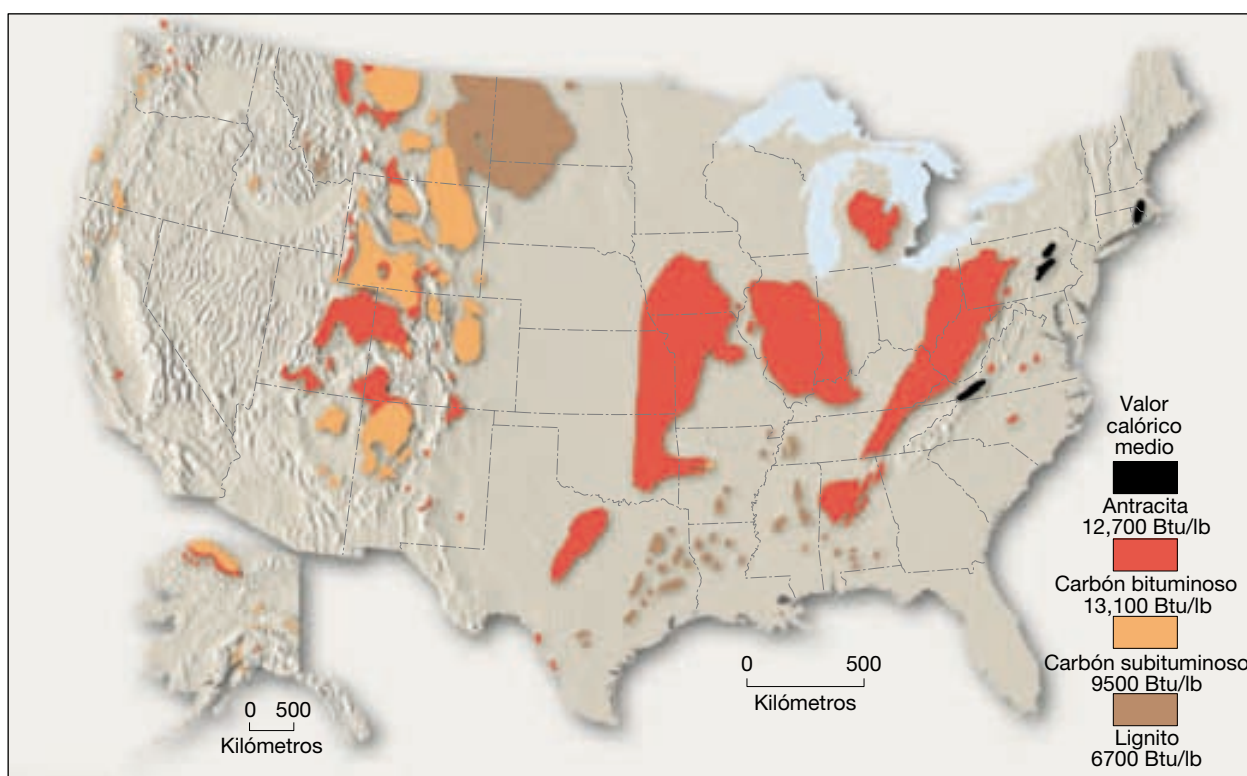 Valor
calórico
medio
Antracita
12,700 Btu/lb
Carbón bituminoso
13,100 Btu/lb
Carbón subituminoso
9500 Btu/lb
Lignito
6700 Btu/lb
0 500
Kilómetros
0 500
Kilómetros